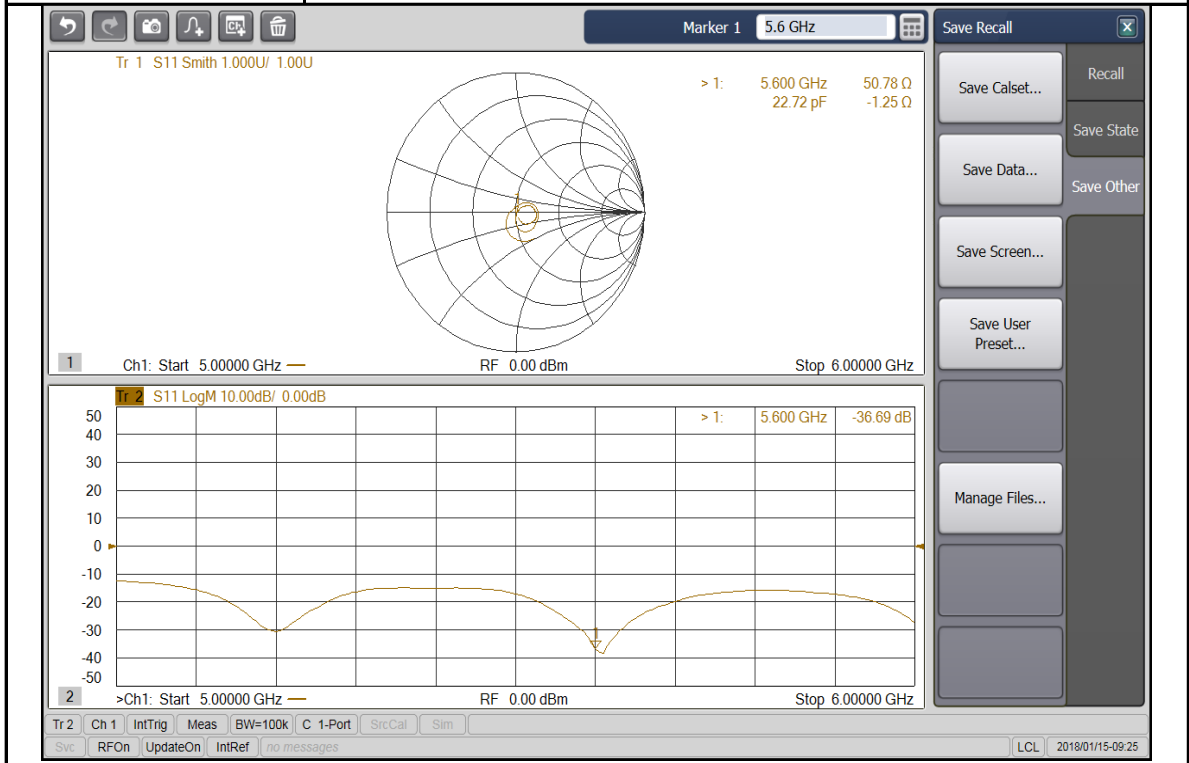 Marker 1 5.6 GHz
Save Recall
X
Tr 1 S11 Smith 1.000U/ 1.00U
> 1: 5.600 GHz 50.78 Ω
22.72 pF -1.25 Ω
1
1 Ch1: Start 5.00000 GHz RF 0.00 dBm Stop 6.00000 GHz
Tr 2 S11 LogM 10.00dB/ 0.00dB
> 1: 5.600 GHz -36.69 dB
50
40
30
20
10
0
-10
-20
-30
-40
-50
1
2 >Ch1: Start 5.00000 GHz RF 0.00 dBm Stop 6.00000 GHz
Save Calset...
Save Data...
Save Screen...
Save User
Preset...
Manage Files...
Recall
Save State
Save Other
Tr 2 Ch 1 IntTrig Meas BW=100k C 1-Port SrcCal Sim
Svc RFOn UpdateOn IntRef no messages LCL 2018/01/15-09:25